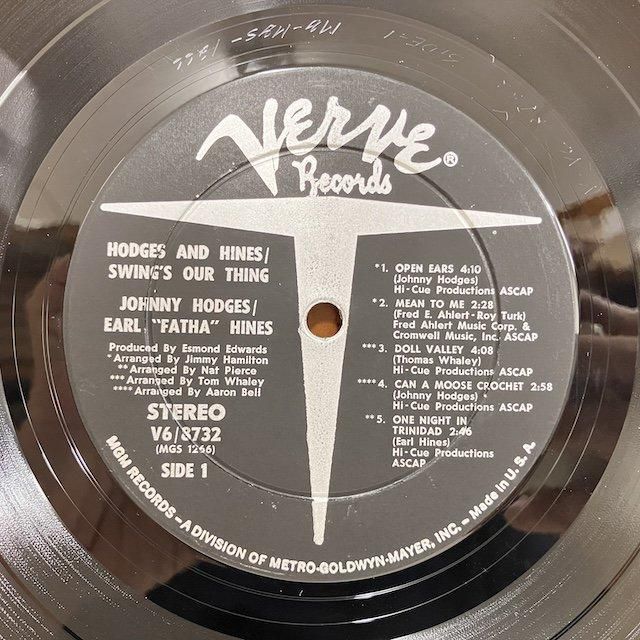 Verve®
Records
HODGES AND HINES/
SWING'S OUR THING
JOHNNY HODGES/
EARL "FATHA" HINES
Produced By Esmond Edwards
*Arranged By Jimmy Hamilton
**Arranged By Nat Pierce
***Arranged By Tom Whaley
****Arranged By Aaron Bell
STEREO
V6/8732
(MGS 1266)
SIDE 1
*1. OPEN EARS 4:10
(Johnny Hodges)
Hi-Cue Productions ASCAP
*2. MEAN TO ME 2:28
(Fred E. Ahlert-Roy Turk)
Fred Ahlert Music Corp. &
Cromwell Music, Inc. ASCAP
***3. DOLL VALLEY 4:08
(Thomas Whaley)
Hi-Cue Productions ASCAP
****4. CAN A MOOSE CROCHET 2:58
(Johnny Hodges)
Hi-Cue Productions ASCAP
**5. ONE NIGHT IN
TRINIDAD 2:46
(Earl Hines)
Hi-Cue Productions
ASCAP
MGM RECORDS—A DIVISION OF METRO-GOLDWYN-MAYER, INC.—Made in U.S.A.
SIDE 1